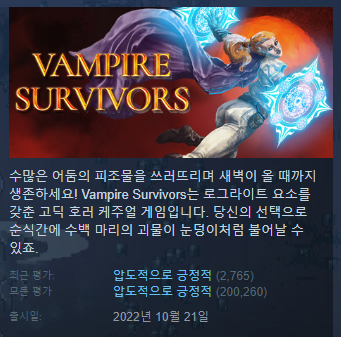 VAMPIRE
SURVIVORS
수많은 어둠의 피조물을 쓰러뜨리며 새벽이 올 때까지
생존하세요! Vampire Survivors는 로그라이트 요소를
갖춘 고딕 호러 케주얼 게임입니다. 당신의 선택으로
순식간에 수백 마리의 괴물이 눈덩이처럼 불어날 수
있죠.
최근 평가: 압도적으로 긍정적 (2,765)
모든 평가: 압도적으로 긍정적 (200,260)
출시일: 2022년 10월 21일